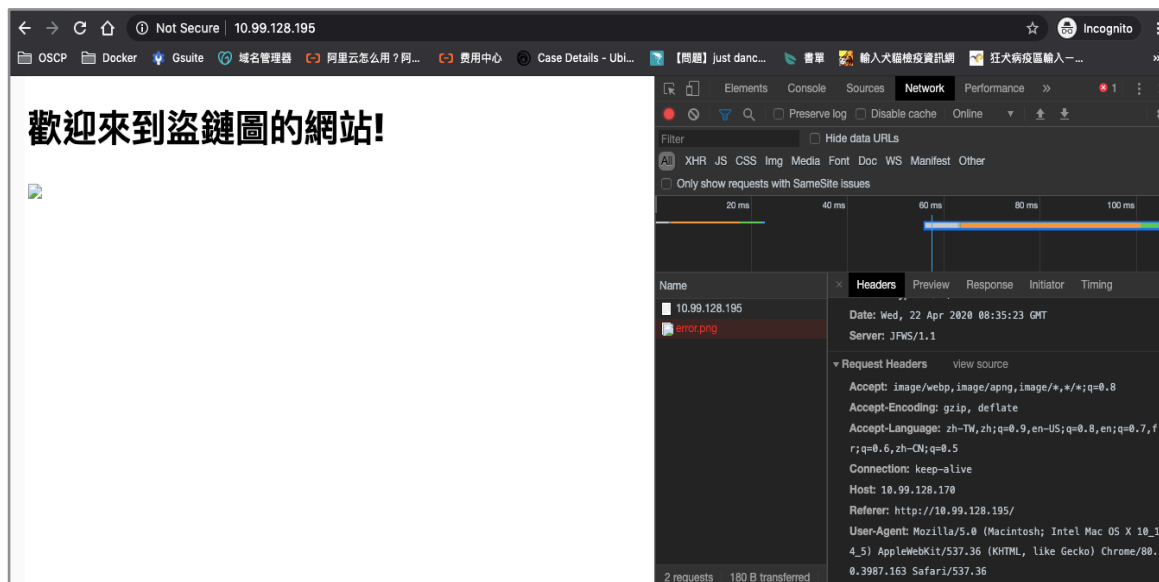 Not Secure | 10.99.128.195
Incognito
OSCP Docker Gsuite 域名管理器 阿里云怎么用？阿... 费用中心 Case Details - Ubi... 【問題】just danc... 書單 輸入犬貓檢疫資訊網 狂犬病疫區輸入一... »
歡迎來到盜鏈圖的網站!
Elements Console Sources Network Performance » 1
Preserve log Disable cache Online
Filter Hide data URLs
All XHR JS CSS Img Media Font Doc WS Manifest Other
Only show requests with SameSite issues
20 ms 40 ms 60 ms 80 ms 100 ms
Name
10.99.128.195
error.png
× Headers Preview Response Initiator Timing
Date: Wed, 22 Apr 2020 08:35:23 GMT
Server: JFWS/1.1
Request Headers view source
Accept: image/webp,image/apng,image/*,*/*;q=0.8
Accept-Encoding: gzip, deflate
Accept-Language: zh-TW,zh;q=0.9,en-US;q=0.8,en;q=0.7,f
r;q=0.6,zh-CN;q=0.5
Connection: keep-alive
Host: 10.99.128.170
Referer: http://10.99.128.195/
User-Agent: Mozilla/5.0 (Macintosh; Intel Mac OS X 10_1
4_5) AppleWebKit/537.36 (KHTML, like Gecko) Chrome/80.
0.3987.163 Safari/537.36
2 requests 180 B transferred